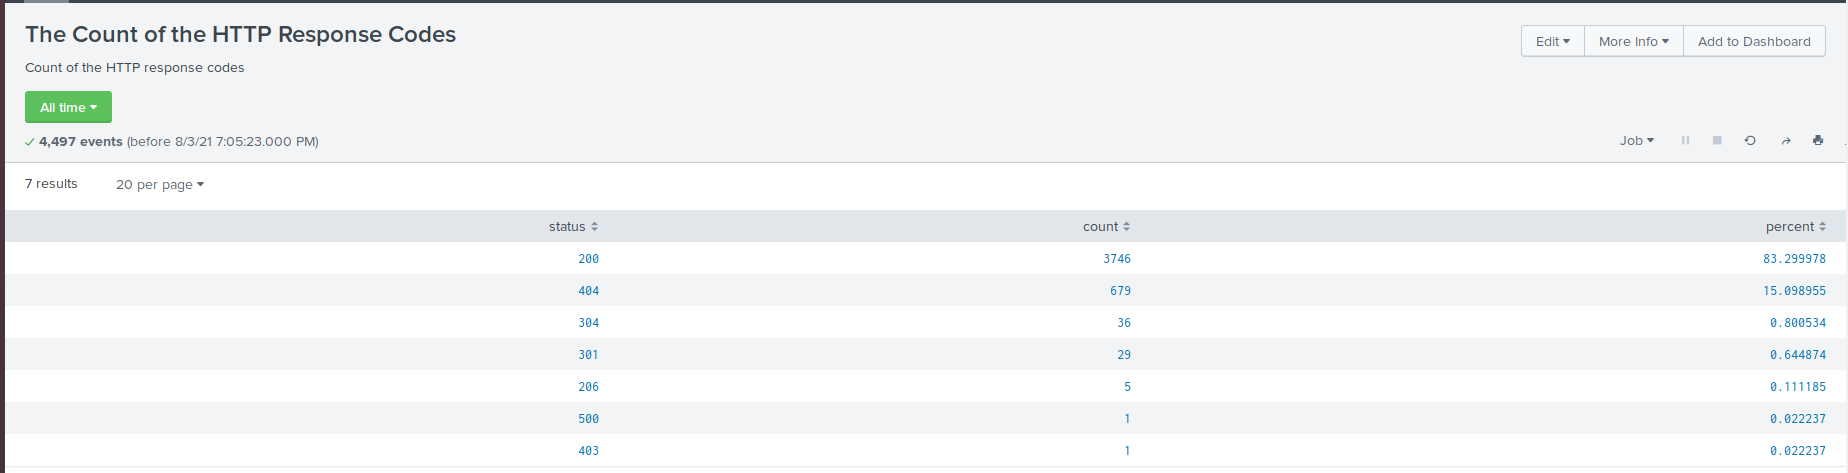 The Count of the HTTP Response Codes
Edit More Info Add to Dashboard
Count of the HTTP response codes
All time
4,497 events (before 8/3/21 7:05:23.000 PM)
Job
7 results 20 per page
status count percent
200 3746 83.299978
404 679 15.098955
304 36 0.800534
301 29 0.644874
206 5 0.111185
500 1 0.022237
403 1 0.022237